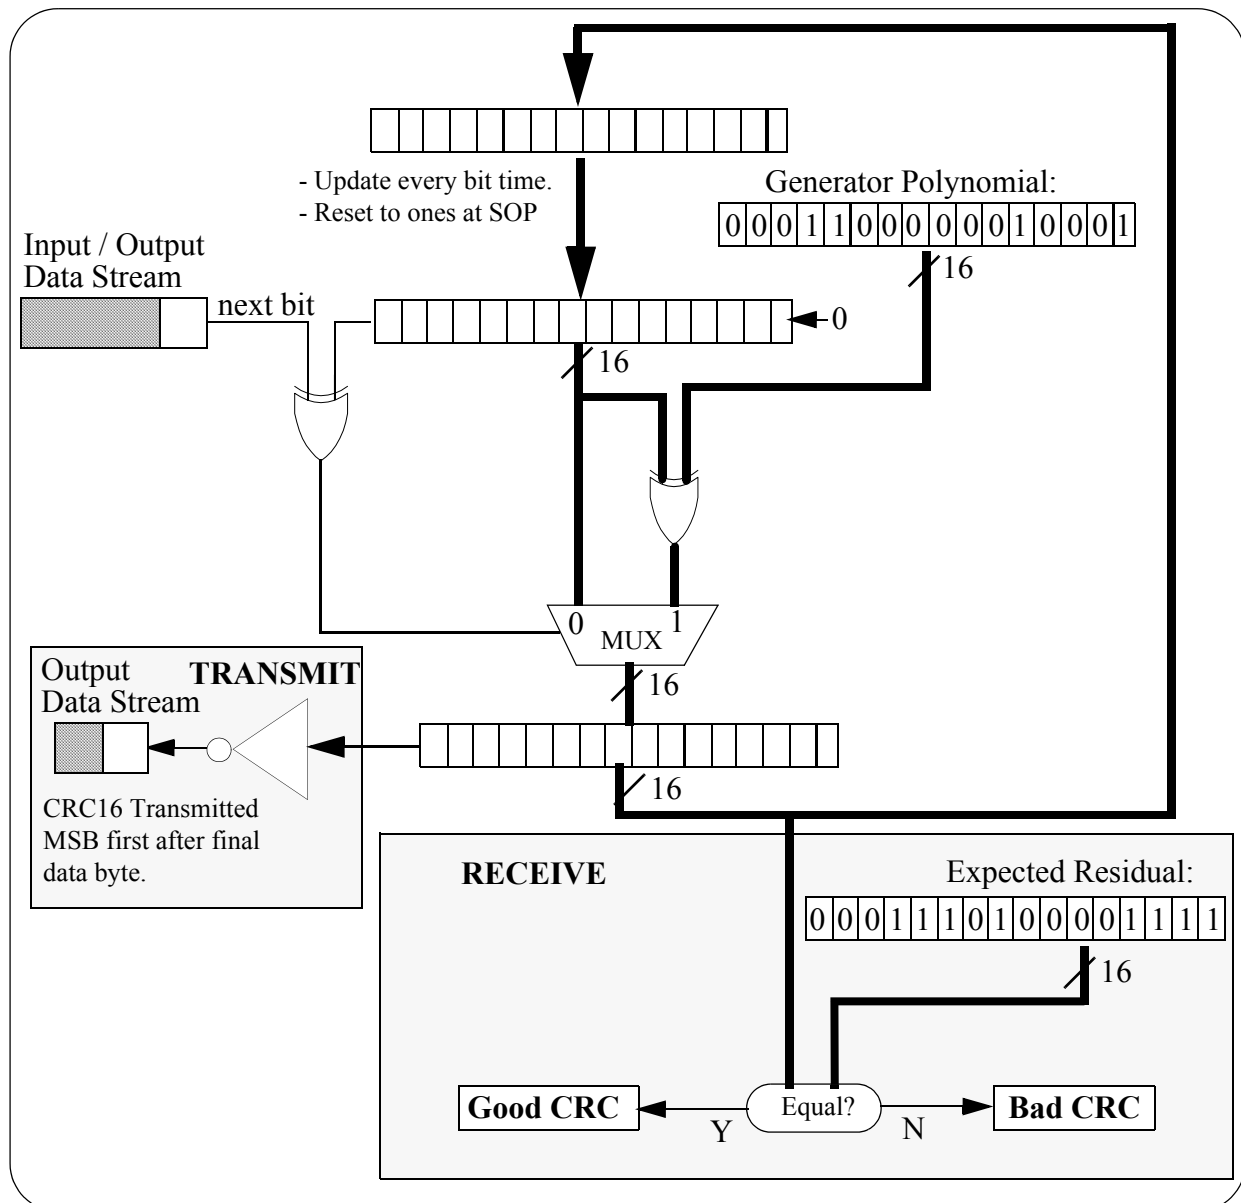 - Update every bit time.
- Reset to ones at SOP
Generator Polynomial:
0 0 0 1 1 0 0 0 0 0 0 1 0 0 0 1
16
Input / Output
Data Stream
next bit
0
16
0
1
MUX
16
Output
Data Stream
TRANSMIT
CRC16 Transmitted
MSB first after final
data byte.
16
RECEIVE
Expected Residual:
0 0 0 1 1 1 0 1 0 0 0 0 1 1 1 1
16
Good CRC
Y
Equal?
N
Bad CRC